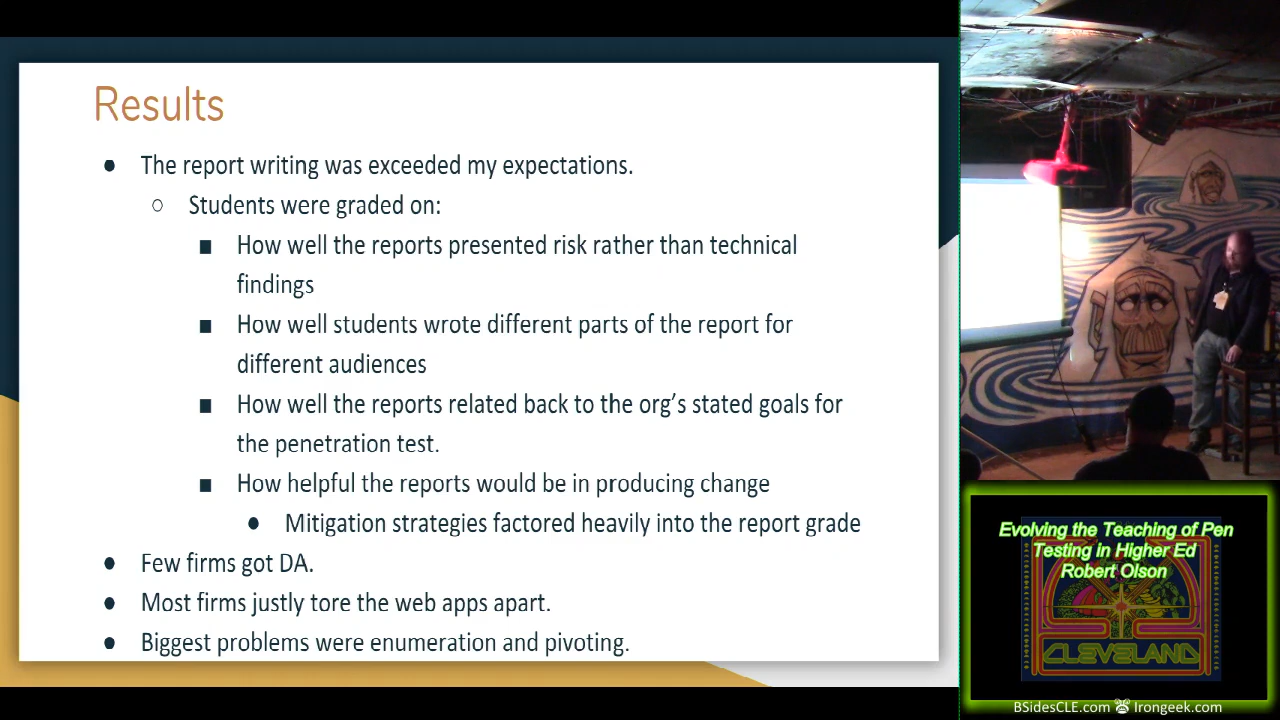 Results
● The report writing was exceeded my expectations.
○ Students were graded on:
■ How well the reports presented risk rather than technical
findings
■ How well students wrote different parts of the report for
different audiences
■ How well the reports related back to the org’s stated goals for
the penetration test.
■ How helpful the reports would be in producing change
● Mitigation strategies factored heavily into the report grade
● Few firms got DA.
● Most firms justly tore the web apps apart.
● Biggest problems were enumeration and pivoting.
Evolving the Teaching of Pen
Testing in Higher Ed
Robert Olson
CLEVELAND
BSidesCLE.com Irongeek.com